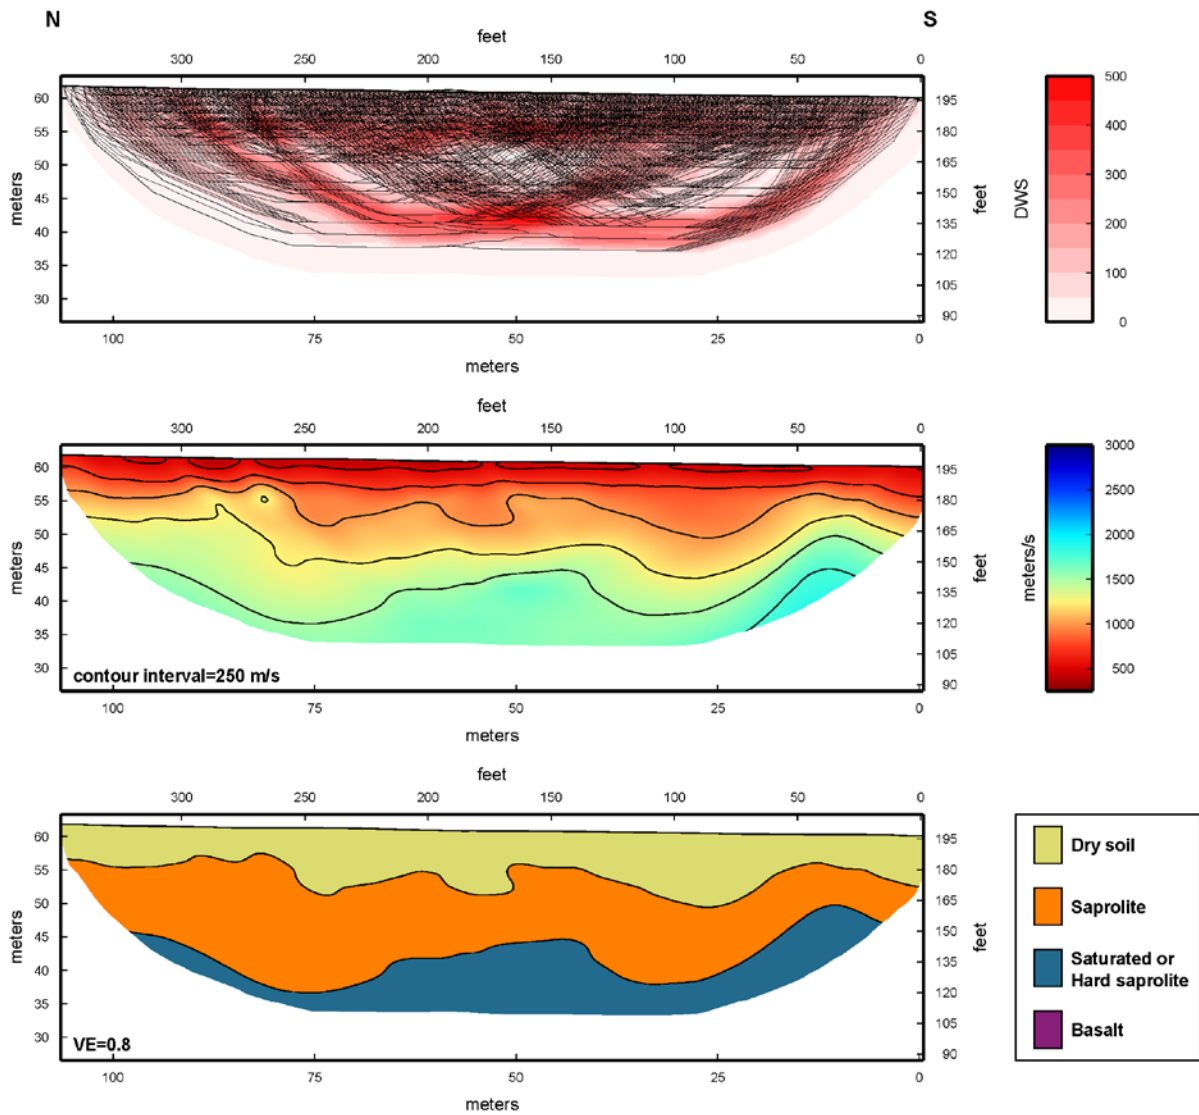 N S
feet
300 250 200 150 100 50 0
60 195
55 180
50 165
45 150
40 135
35 120
105
30 90
meters
feet
100 75 50 25 0
meters
500
400
300
200
100
0
DWS
feet
300 250 200 150 100 50 0
60 195
55 180
50 165
45 150
40 135
35 120
105
30 90
meters
feet
contour interval=250 m/s
100 75 50 25 0
meters
3000
2500
2000
1500
1000
500
meters/s
feet
300 250 200 150 100 50 0
60 195
55 180
50 165
45 150
40 135
35 120
105
30 90
meters
feet
VE=0.8
100 75 50 25 0
meters
Dry soil
Saprolite
Saturated or
Hard saprolite
Basalt